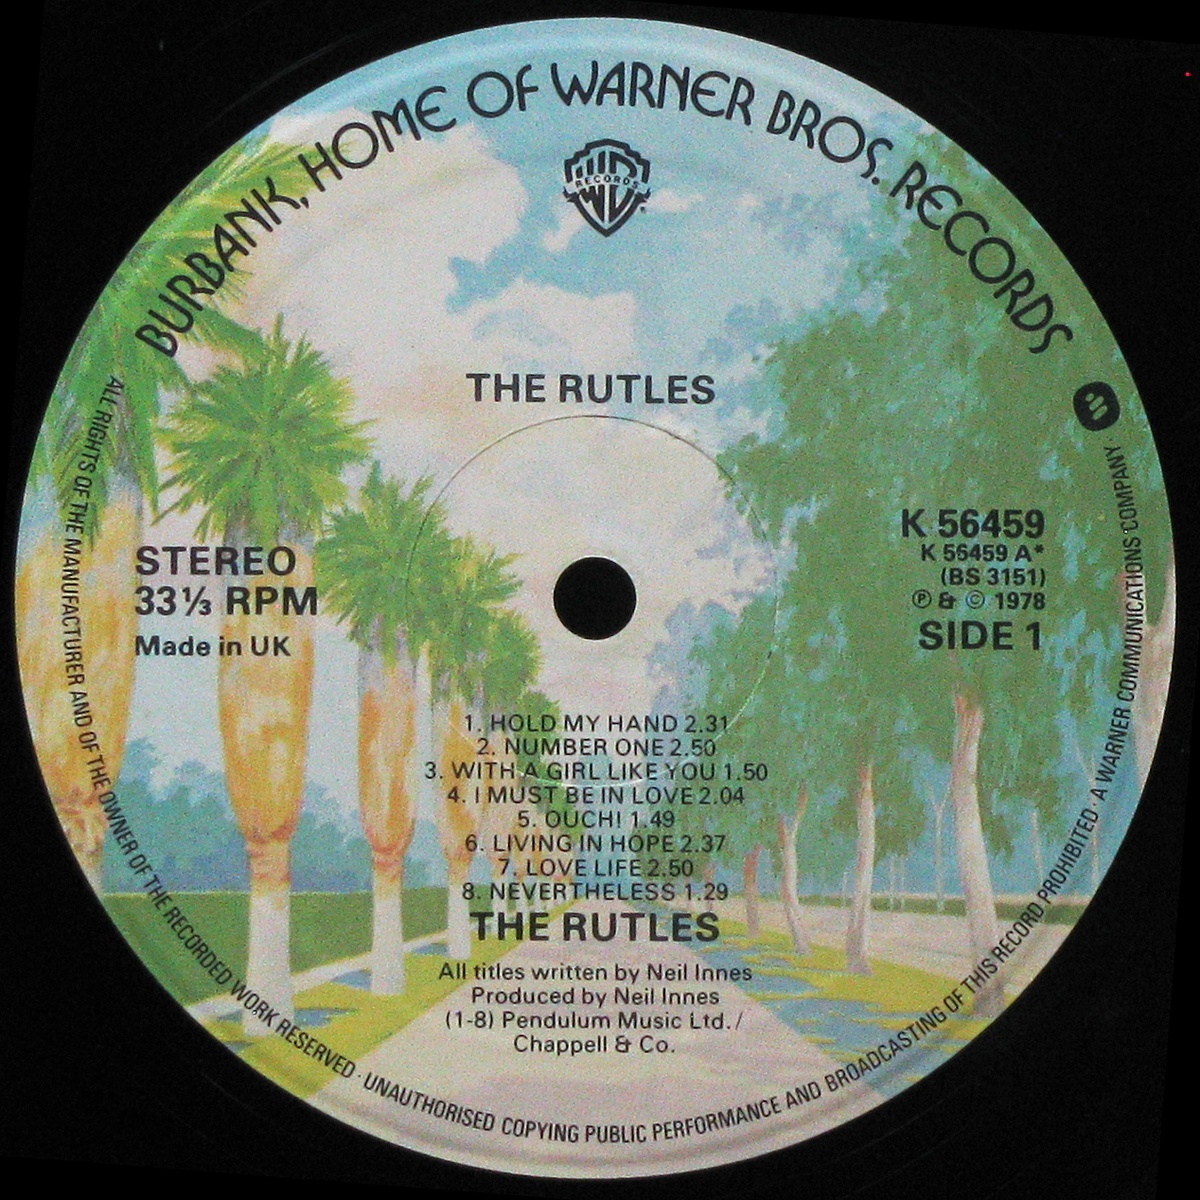 BURBANK, HOME OF WARNER BROS. RECORDS
RECORDS
THE RUTLES
STEREO
33⅓ RPM
Made in UK
K 56459
K 56459 A*
(BS 3151)
℗ & © 1978
SIDE 1
1. HOLD MY HAND 2.31
2. NUMBER ONE 2.50
3. WITH A GIRL LIKE YOU 1.50
4. I MUST BE IN LOVE 2.04
5. OUCH! 1.49
6. LIVING IN HOPE 2.37
7. LOVE LIFE 2.50
8. NEVERTHELESS 1.29
THE RUTLES
All titles written by Neil Innes
Produced by Neil Innes
(1-8) Pendulum Music Ltd./
Chappell & Co.
ALL RIGHTS OF THE MANUFACTURER AND OF THE OWNER OF THE RECORDED WORK RESERVED · UNAUTHORISED COPYING PUBLIC PERFORMANCE AND BROADCASTING OF THIS RECORD PROHIBITED · A WARNER COMMUNICATIONS COMPANY ·